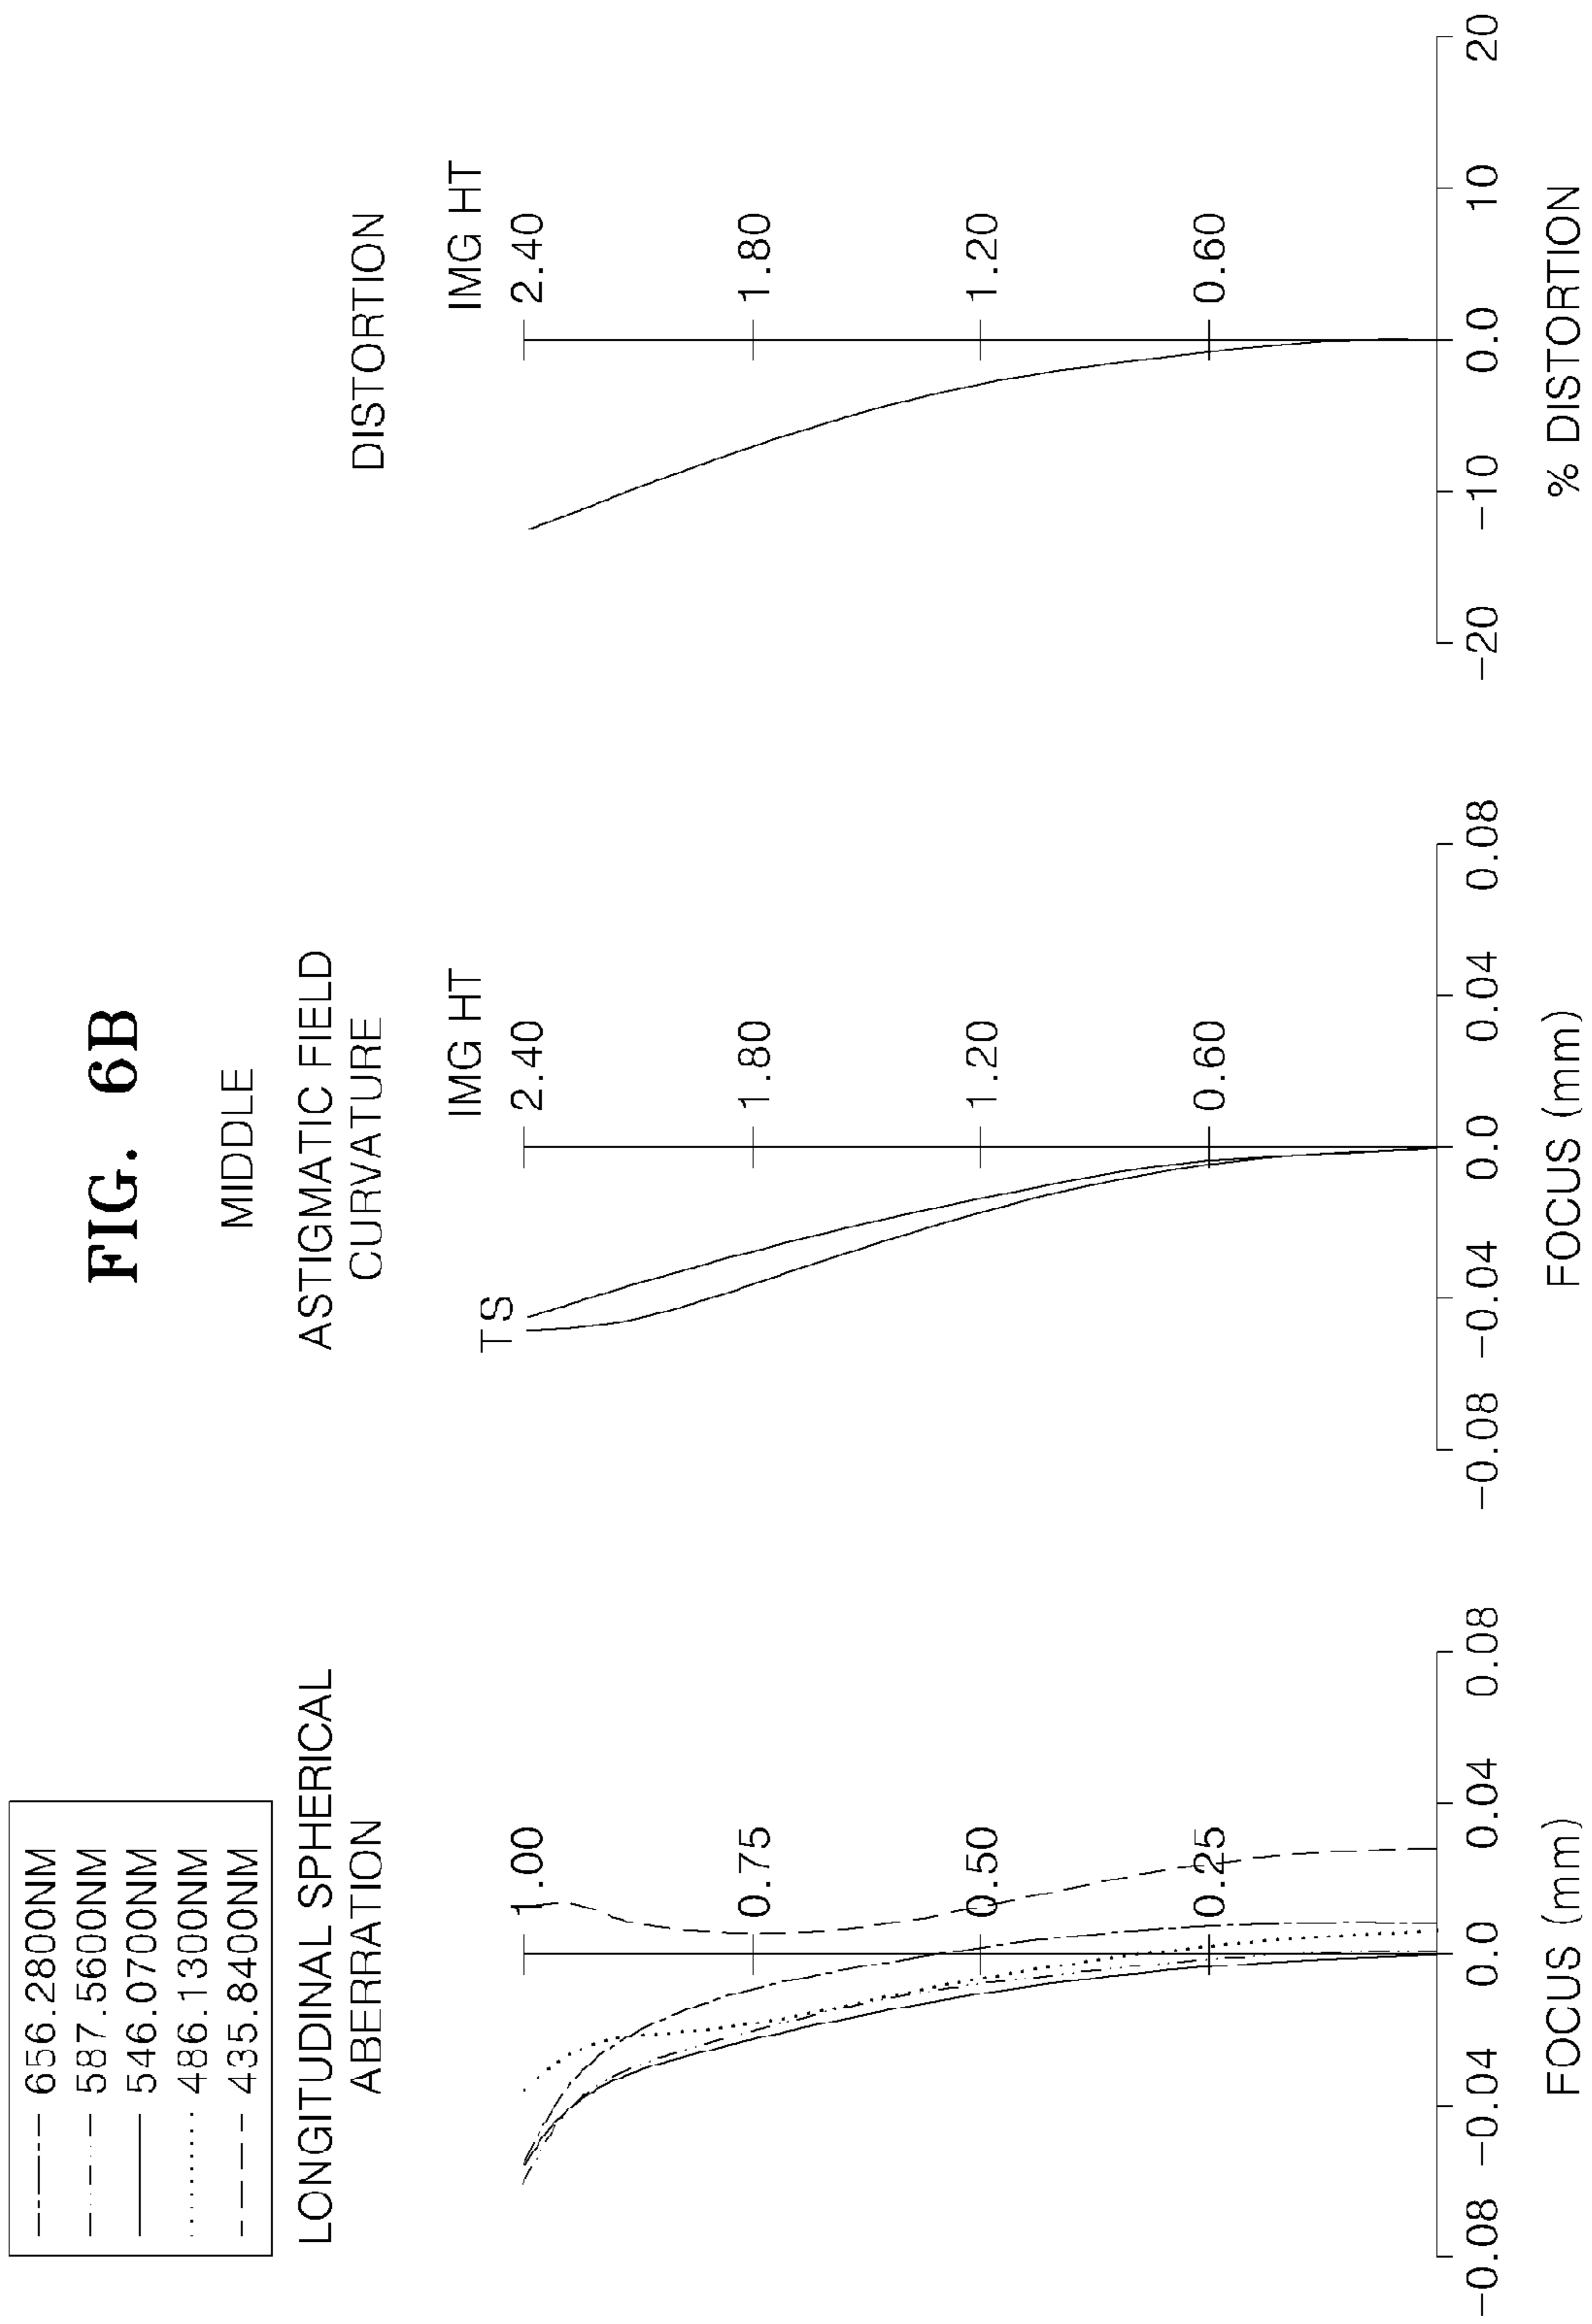 FIG. 6B
MIDDLE
656.2800NM
587.5600NM
546.0700NM
486.1300NM
435.8400NM
LONGITUDINAL SPHERICAL
ABERRATION
1.00
0.75
0.50
0.25
−0.08 −0.04 0.0 0.04 0.08
FOCUS (mm)
ASTIGMATIC FIELD
CURVATURE
IMG HT
TS
2.40
1.80
1.20
0.60
−0.08 −0.04 0.0 0.04 0.08
FOCUS (mm)
DISTORTION
IMG HT
2.40
1.80
1.20
0.60
−20 −10 0.0 10 20
% DISTORTION